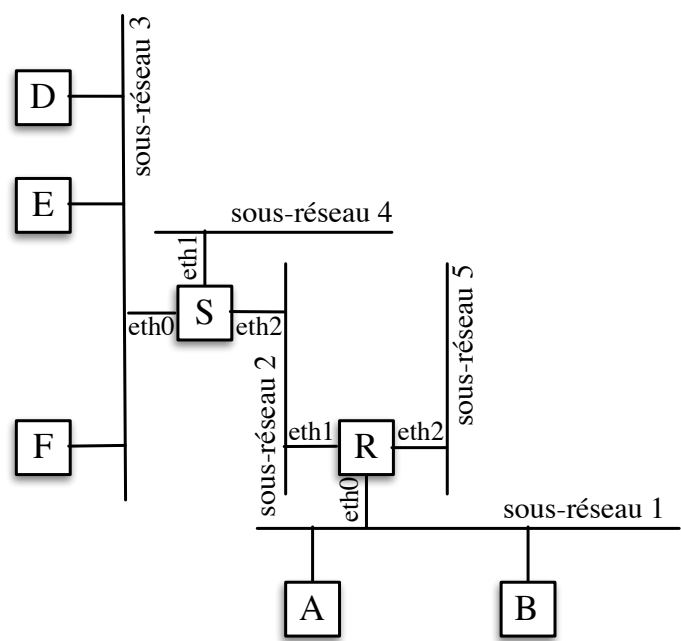 D
sous-réseau 3
E
sous-réseau 4
eth1
S
eth0
eth2
sous-réseau 5
sous-réseau 2
F
eth1
R
eth2
eth0
sous-réseau 1
A
B